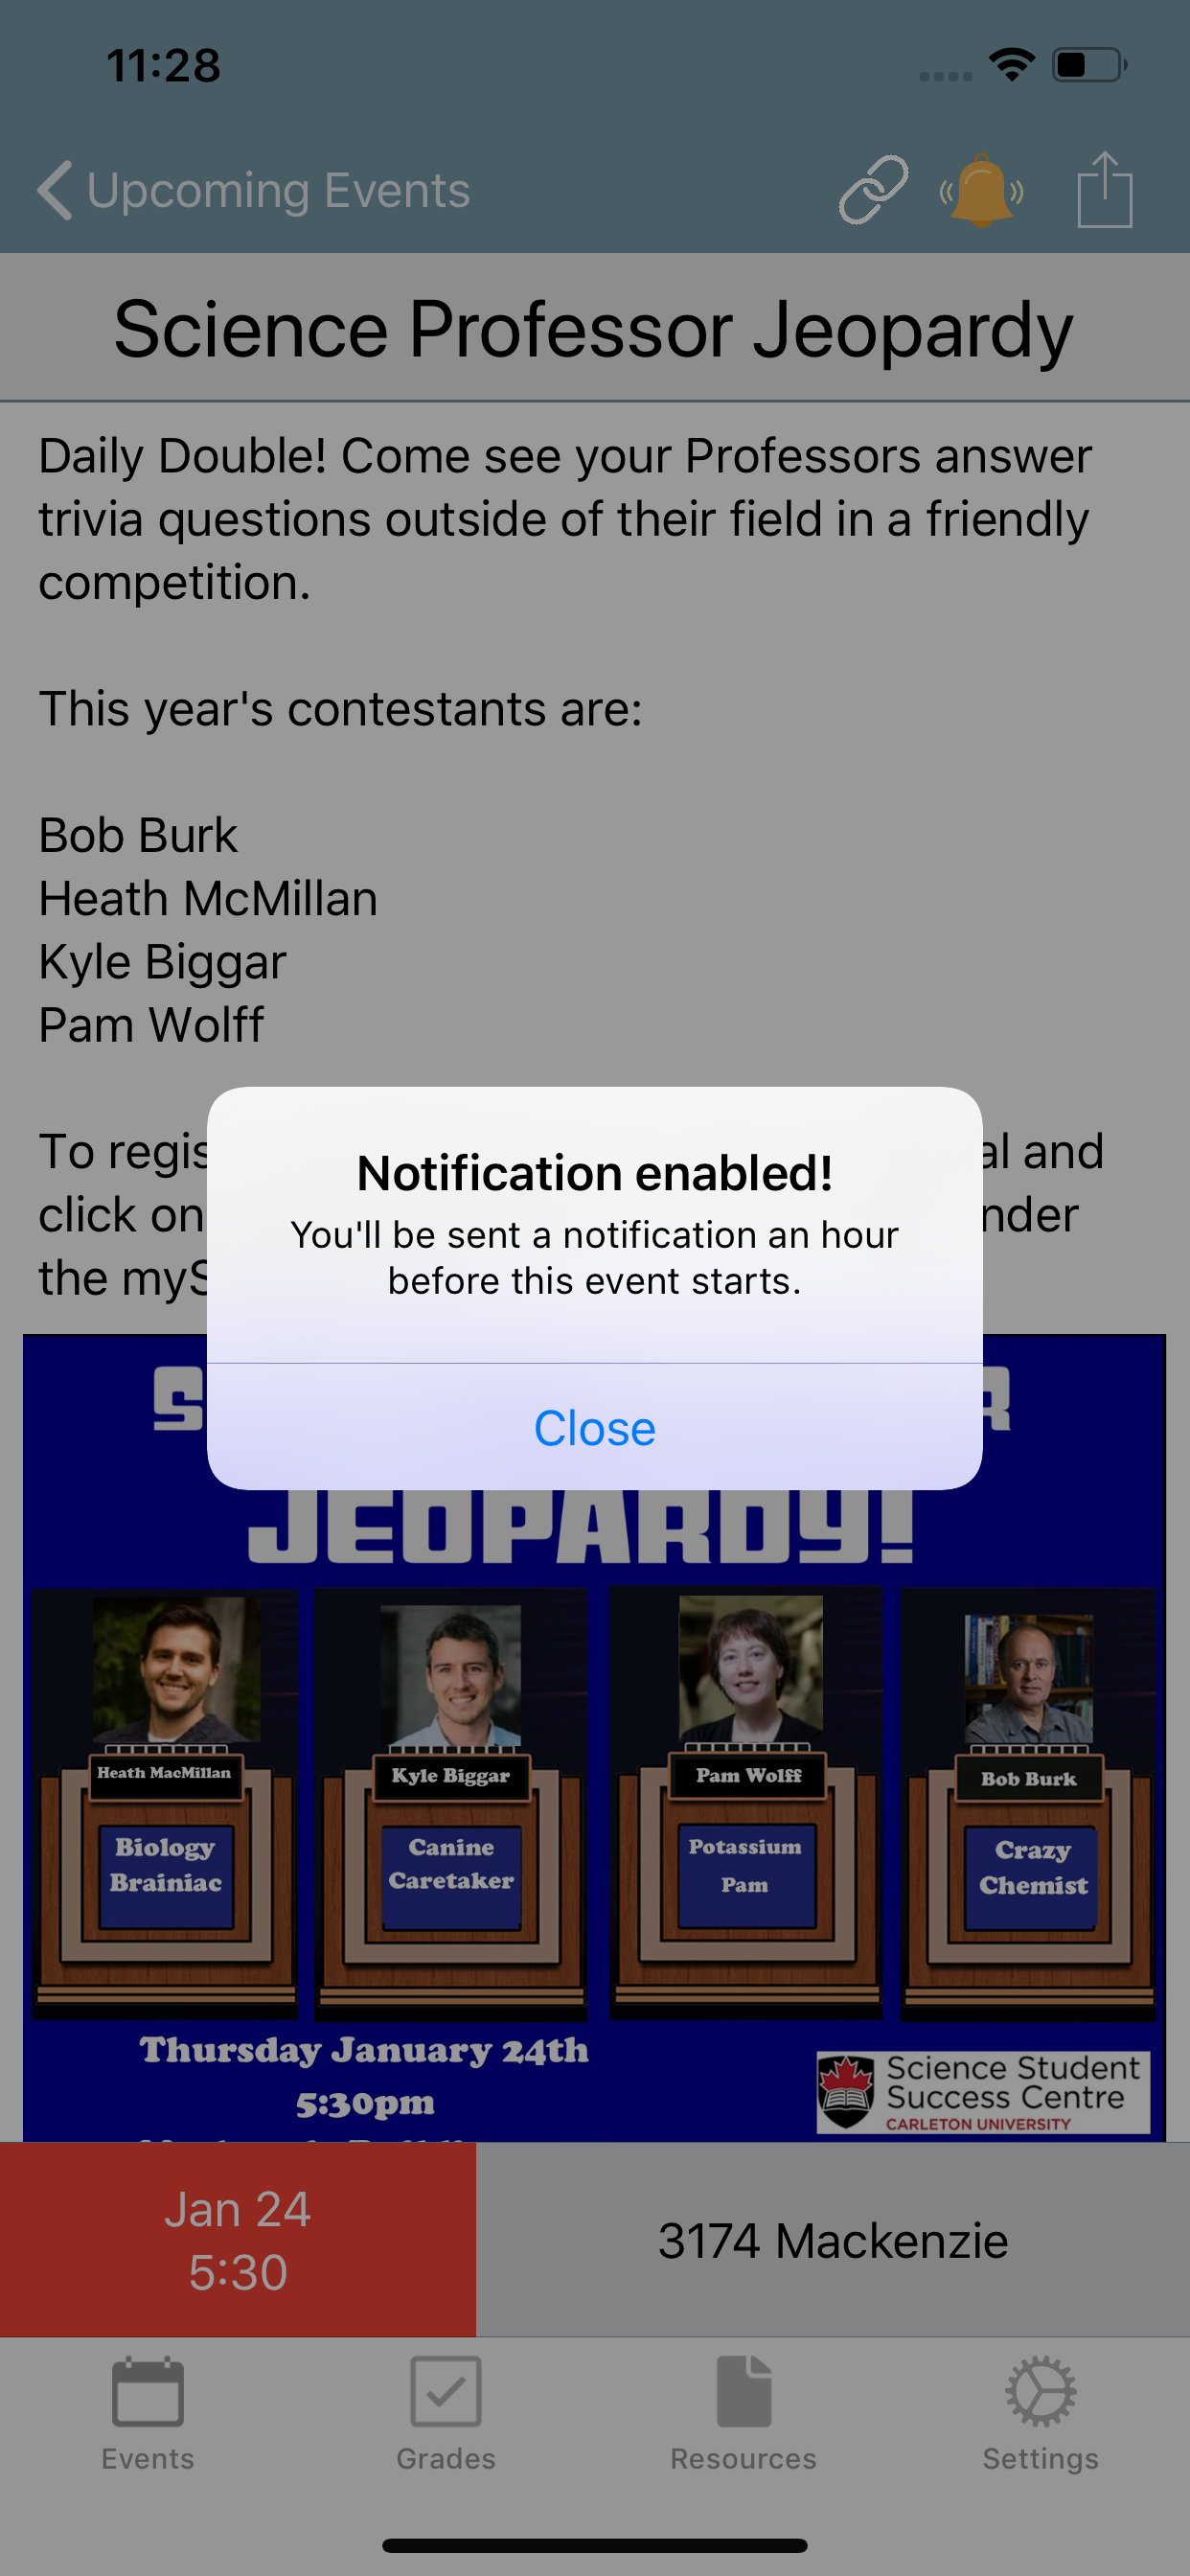 11:28
Upcoming Events
Science Professor Jeopardy
Daily Double! Come see your Professors answer
trivia questions outside of their field in a friendly
competition.
This year's contestants are:
Bob Burk
Heath McMillan
Kyle Biggar
Pam Wolff
To regis al and
click on nder
the myS
Notification enabled!
You'll be sent a notification an hour
before this event starts.
Close
S R
JEOPARDY!
Heath MacMillan
Biology
Brainiac
Kyle Biggar
Canine
Caretaker
Pam Wolff
Potassium
Pam
Bob Burk
Crazy
Chemist
Thursday January 24th
5:30pm
Science Student
Success Centre
CARLETON UNIVERSITY
Jan 24
5:30
3174 Mackenzie
Events
Grades
Resources
Settings